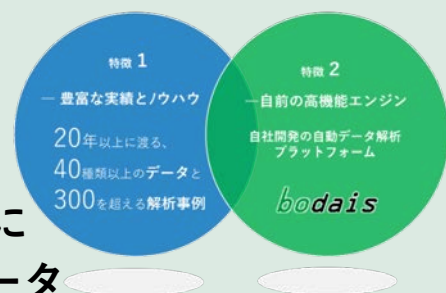 特徴 1
― 豊富な実績とノウハウ
20年以上に渡る、
40種類以上のデータと
300を超える解析事例
特徴 2
―自前の高機能エンジン
自社開発の自動データ解析
プラットフォーム
bodais
に
ータ